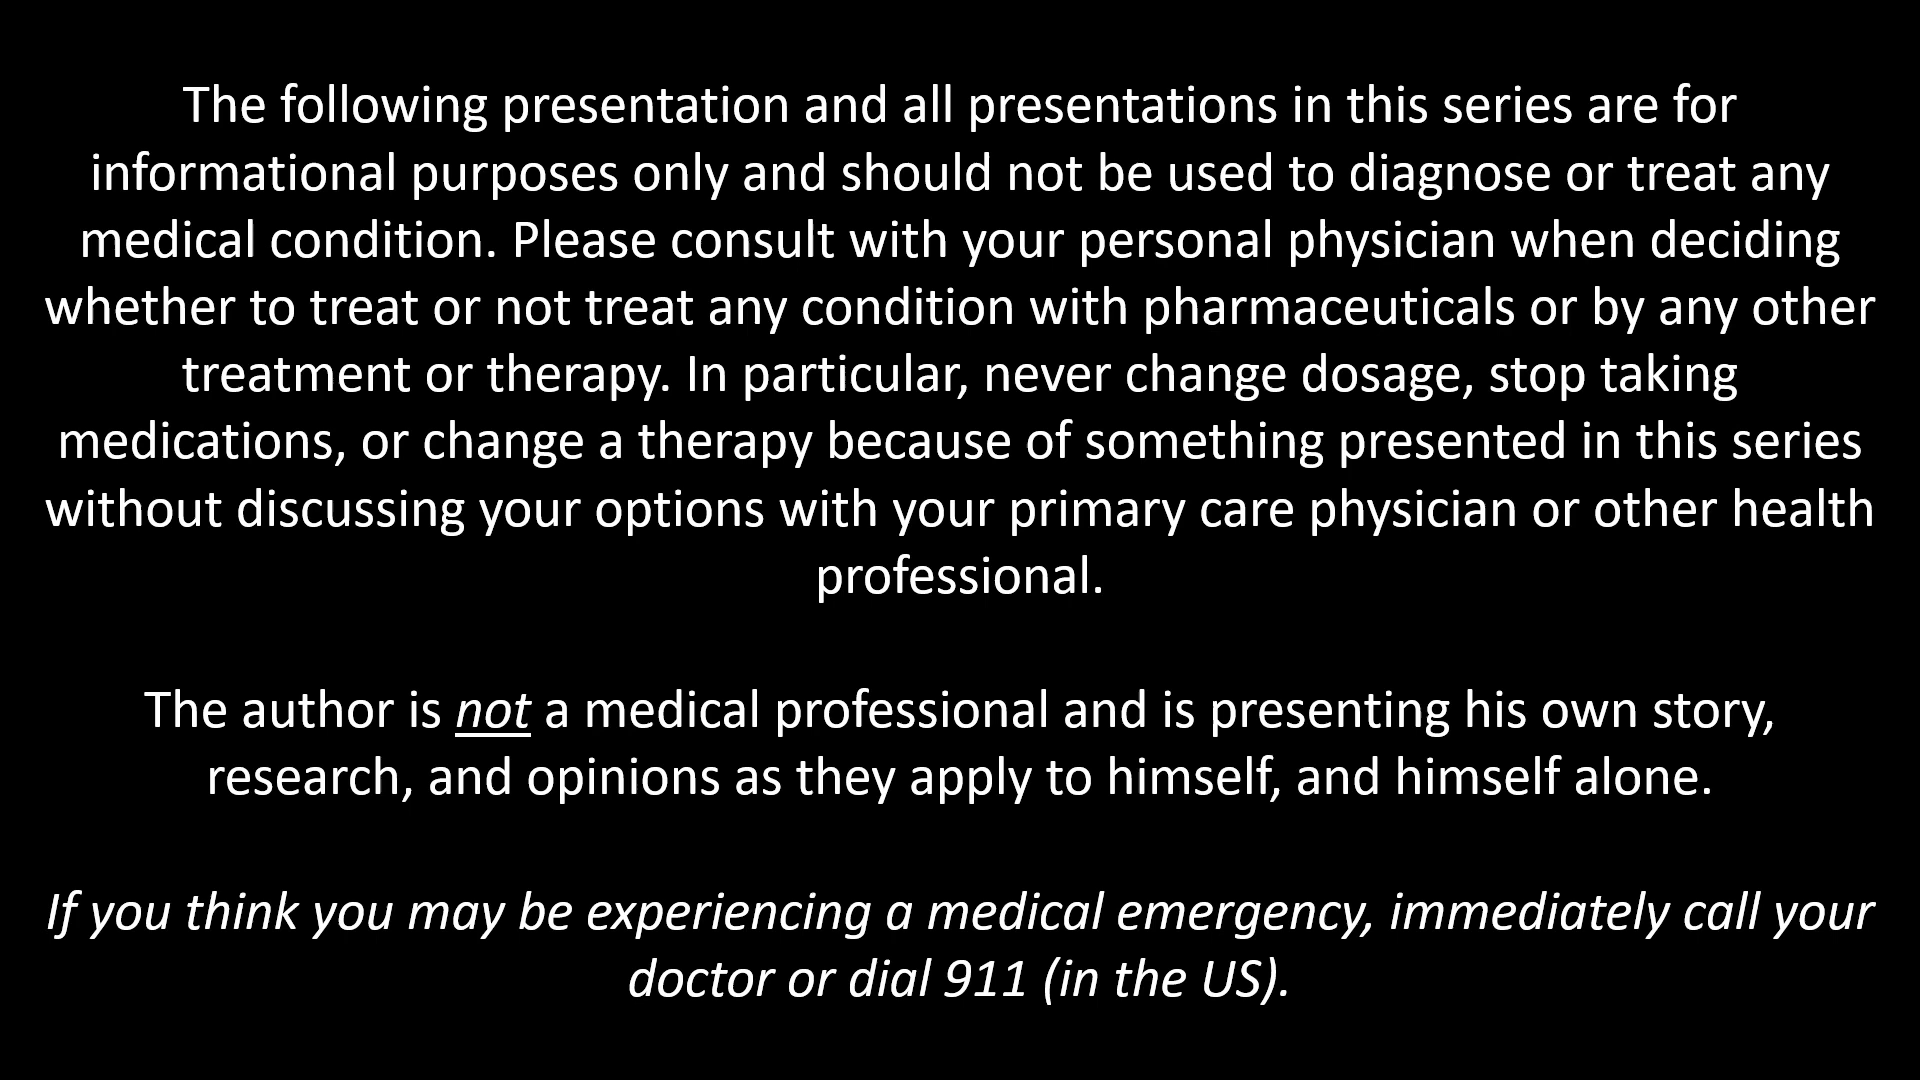 The following presentation and all presentations in this series are for
informational purposes only and should not be used to diagnose or treat any
medical condition. Please consult with your personal physician when deciding
whether to treat or not treat any condition with pharmaceuticals or by any other
treatment or therapy. In particular, never change dosage, stop taking
medications, or change a therapy because of something presented in this series
without discussing your options with your primary care physician or other health
professional.
The author is not a medical professional and is presenting his own story,
research, and opinions as they apply to himself, and himself alone.
If you think you may be experiencing a medical emergency, immediately call your
doctor or dial 911 (in the US).